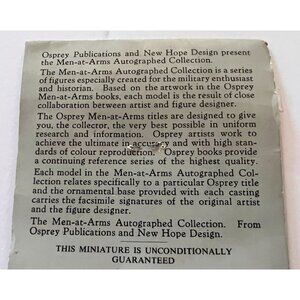 Osprey Publications and New Hope Design present
the Men-at-Arms Autographed Collection.
The Men-at-Arms Autographed Collection is a series
of figures especially created for the military enthusiast
and historian. Based on the artwork in the Osprey
Men-at-Arms books, each model is the result of close
collaboration between artist and figure designer.
The Osprey Men-at-Arms titles are designed to give
you, the collector, the very best possible in uniform
research and information. Osprey artists work to
achieve the ultimate in accuracy and with high stan-
dards of colour reproduction. Osprey books provide
a continuing reference series of the highest quality.
Each model in the Men-at-Arms Autographed Col-
lection relates specifically to a particular Osprey title
and the ornamental base provided with each casting
carries the facsimile signatures of the original artist
and the figure designer.
The Men-at-Arms Autographed Collection. From
Osprey Publications and New Hope Design.
THIS MINIATURE IS UNCONDITIONALLY
GUARANTEED